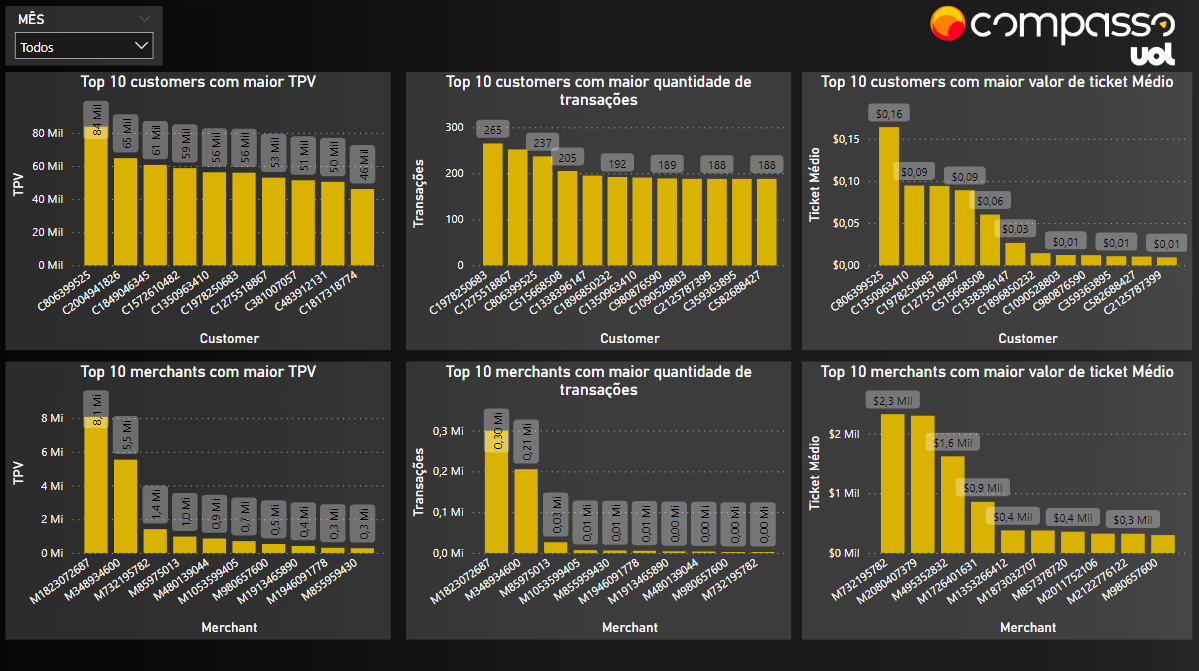 MÊS
Todos
compasso
uol
Top 10 customers com maior TPV
TPV
80 Mil
60 Mil
40 Mil
20 Mil
0 Mil
84 Mil
65 Mil
61 Mil
59 Mil
56 Mil
56 Mil
53 Mil
51 Mil
50 Mil
46 Mil
C806399525
C2004941826
C1849046345
C1572610482
C1350963410
C1978250683
C1275518867
C381007057
C483912131
C1817318774
Customer
Top 10 customers com maior quantidade de
transações
Transações
300
200
100
0
265
237
205
192
189
188
188
C1978250683
C1275518867
C806399525
C515668508
C1338396147
C1896850232
C1350963410
C980876590
C1090528803
C2125787399
C359363895
C582688427
Customer
Top 10 customers com maior valor de ticket Médio
Ticket Médio
$0,15
$0,10
$0,05
$0,00
$0,16
$0,09
$0,09
$0,06
$0,03
$0,01
$0,01
$0,01
C806399525
C1350963410
C1978250683
C1275518867
C515668508
C1338396147
C1896850232
C1090528803
C980876590
C359363895
C582688427
C2125787399
Customer
Top 10 merchants com maior TPV
TPV
8 Mi
6 Mi
4 Mi
2 Mi
0 Mi
8,1 Mi
5,5 Mi
1,4 Mi
1,0 Mi
0,9 Mi
0,7 Mi
0,5 Mi
0,4 Mi
0,3 Mi
0,3 Mi
M1823072687
M348934600
M732195782
M85975013
M480139044
M1053599405
M980657600
M1913465890
M1946091778
M85959430
Merchant
Top 10 merchants com maior quantidade de
transações
Transações
0,3 Mi
0,2 Mi
0,1 Mi
0,0 Mi
0,30 Mi
0,21 Mi
0,03 Mi
0,01 Mi
0,01 Mi
0,01 Mi
0,00 Mi
0,00 Mi
0,00 Mi
0,00 Mi
M1823072687
M348934600
M85975013
M1053599405
M85959430
M1946091778
M1913465890
M480139044
M980657600
M732195782
Merchant
Top 10 merchants com maior valor de ticket Médio
Ticket Médio
$2 Mil
$1 Mil
$0 Mil
$2,3 Mil
$1,6 Mil
$0,9 Mil
$0,4 Mil
$0,4 Mil
$0,3 Mil
M732195782
M2080407379
M495352832
M1726401631
M1353266412
M1873032707
M857378720
M2011752106
M2122776122
M980657600
Merchant